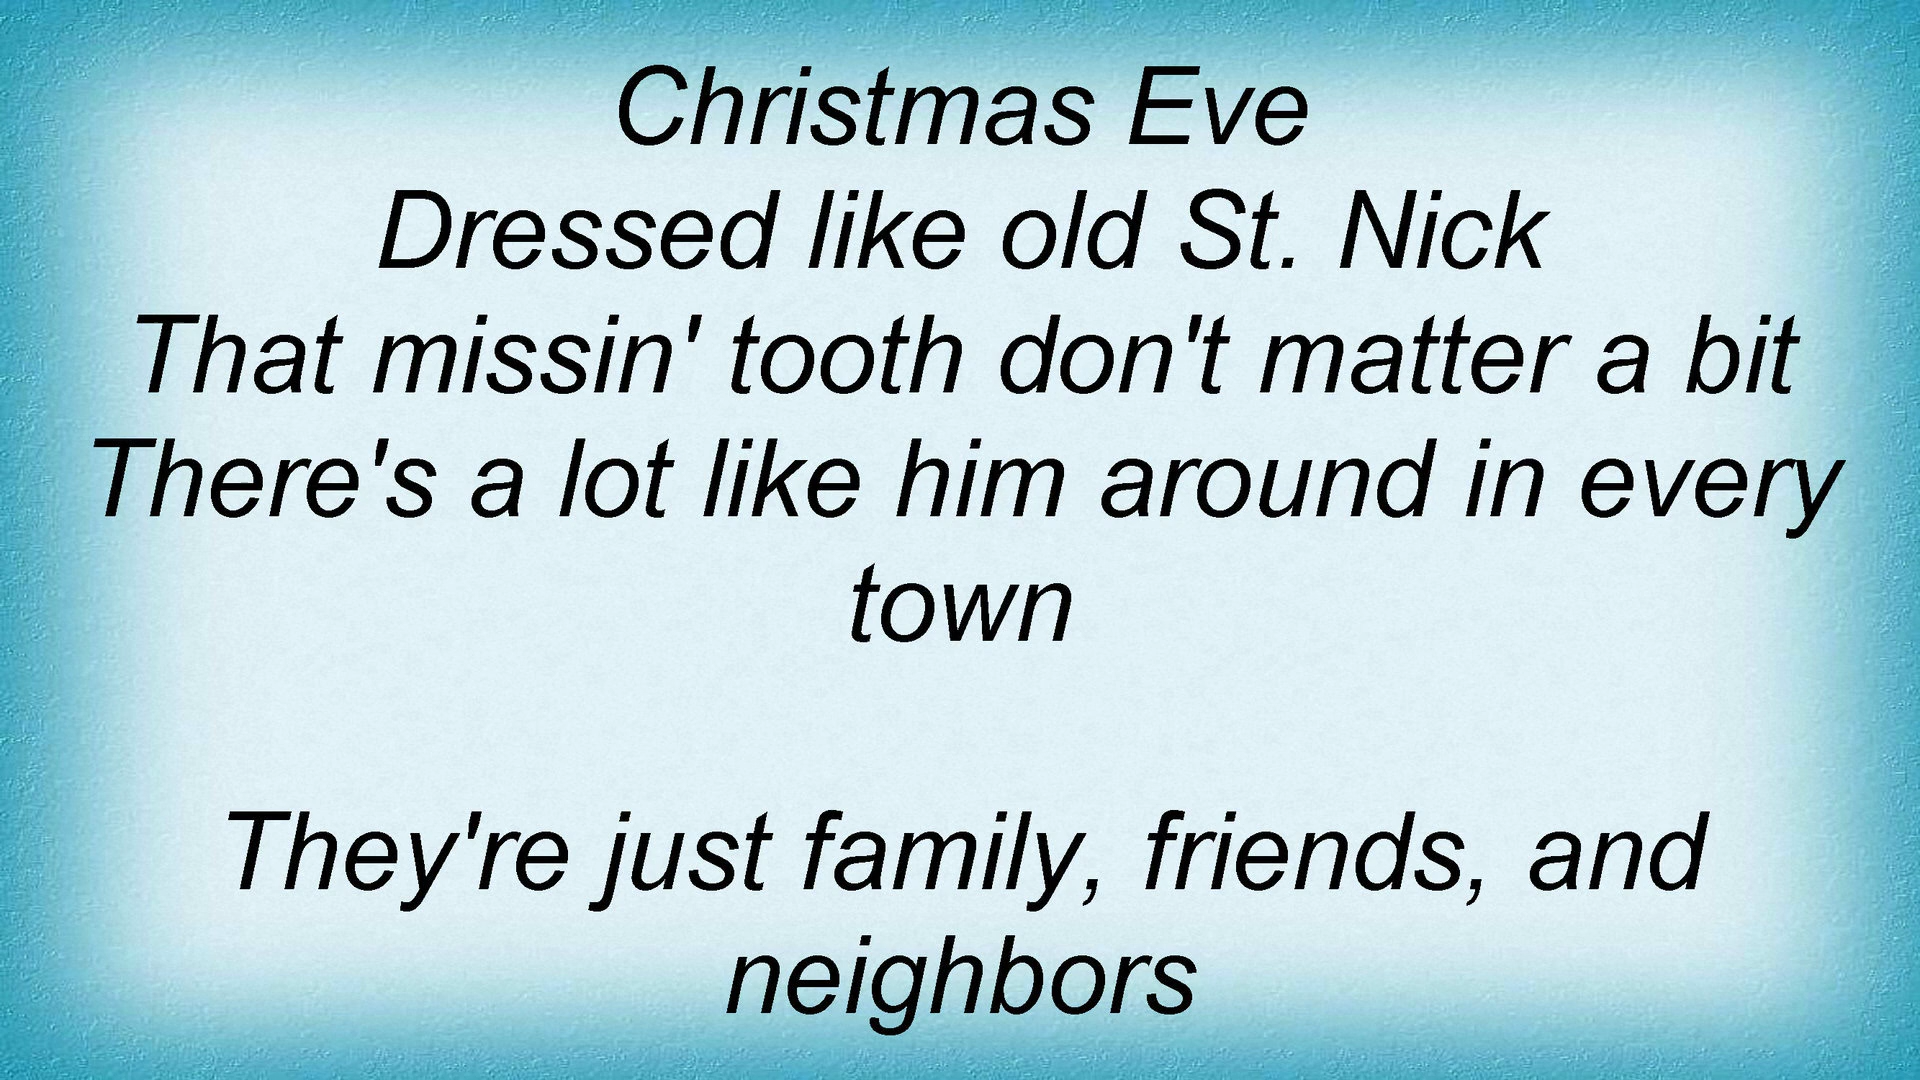 Christmas Eve
Dressed like old St. Nick
That missin' tooth don't matter a bit
There's a lot like him around in every
town
They're just family, friends, and
neighbors